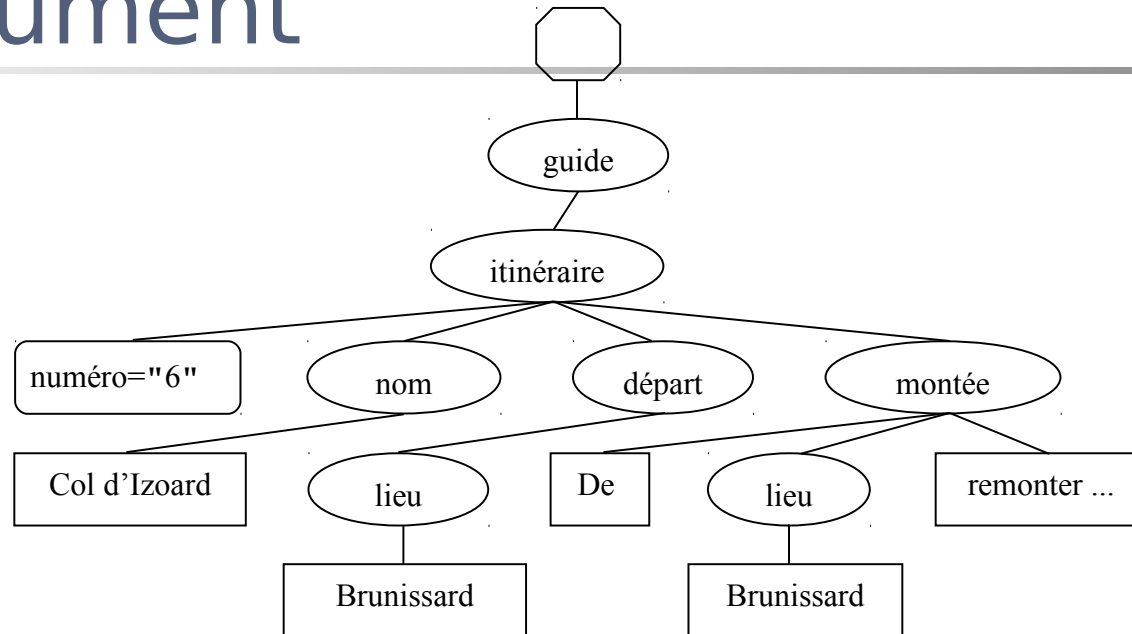 ument
guide
itinéraire
numéro="6"
nom
départ
montée
Col d’Izoard
lieu
De
lieu
remonter ...
Brunissard
Brunissard